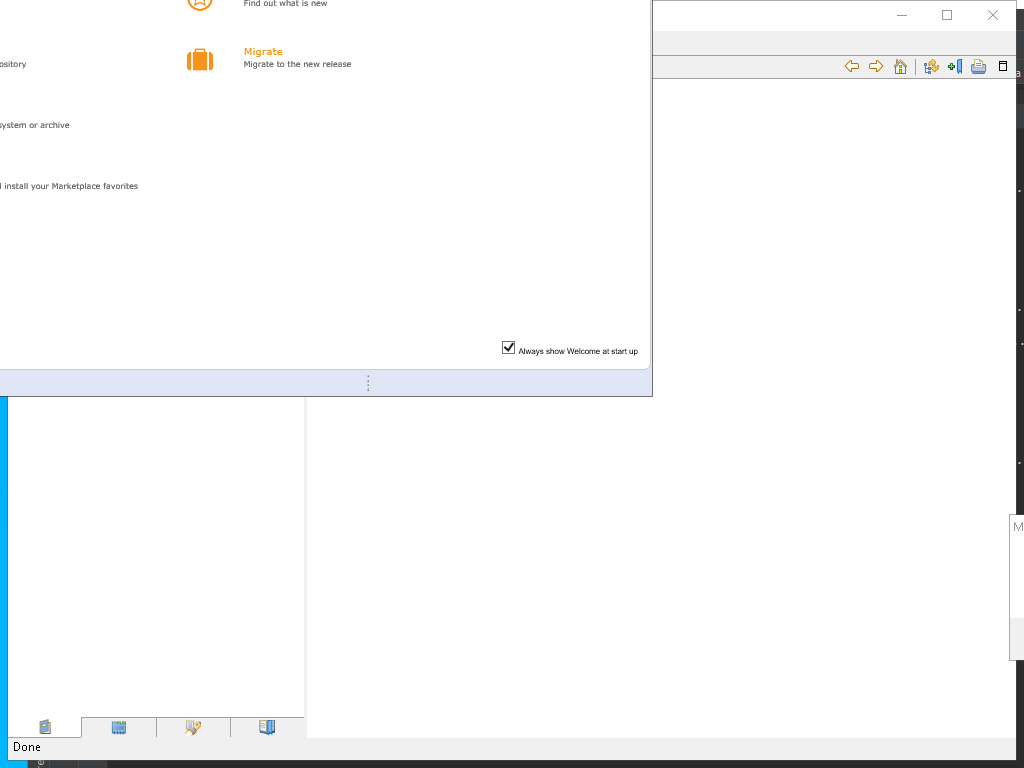 Find out what is new
Migrate
Migrate to the new release
ository
system or archive
l install your Marketplace favorites
Always show Welcome at start up
Done